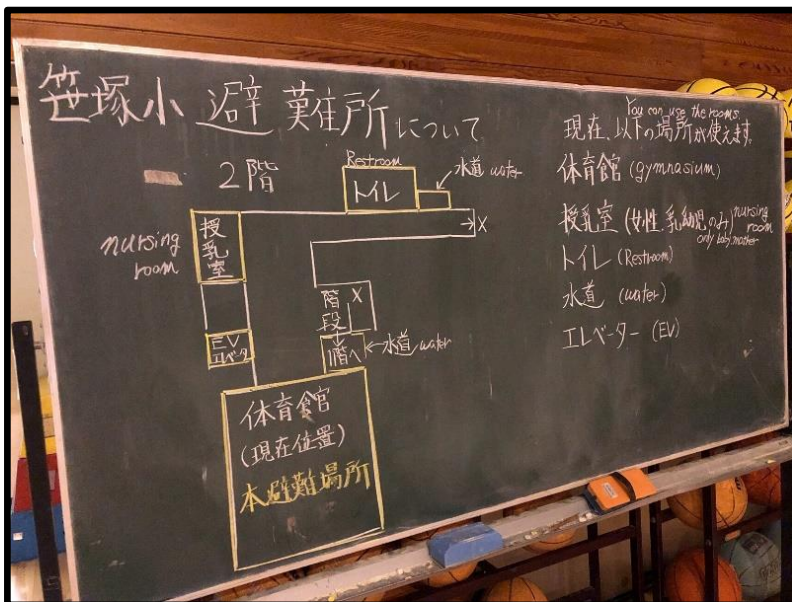 笹塚小避難所について
2階
Restroom
トイレ
水道 water
→X
授乳室
nursing room
EV
エレベータ
階段
X
↓
1階へ
←水道 water
体育館
(現在位置)
本避難場所
You can use the rooms.
現在、以下の場所が使えます。
体育館 (gymnasium)
授乳室 (女性、乳幼児のみ) nursing room
only baby, mother
トイレ (Restroom)
水道 (water)
エレベーター (EV)